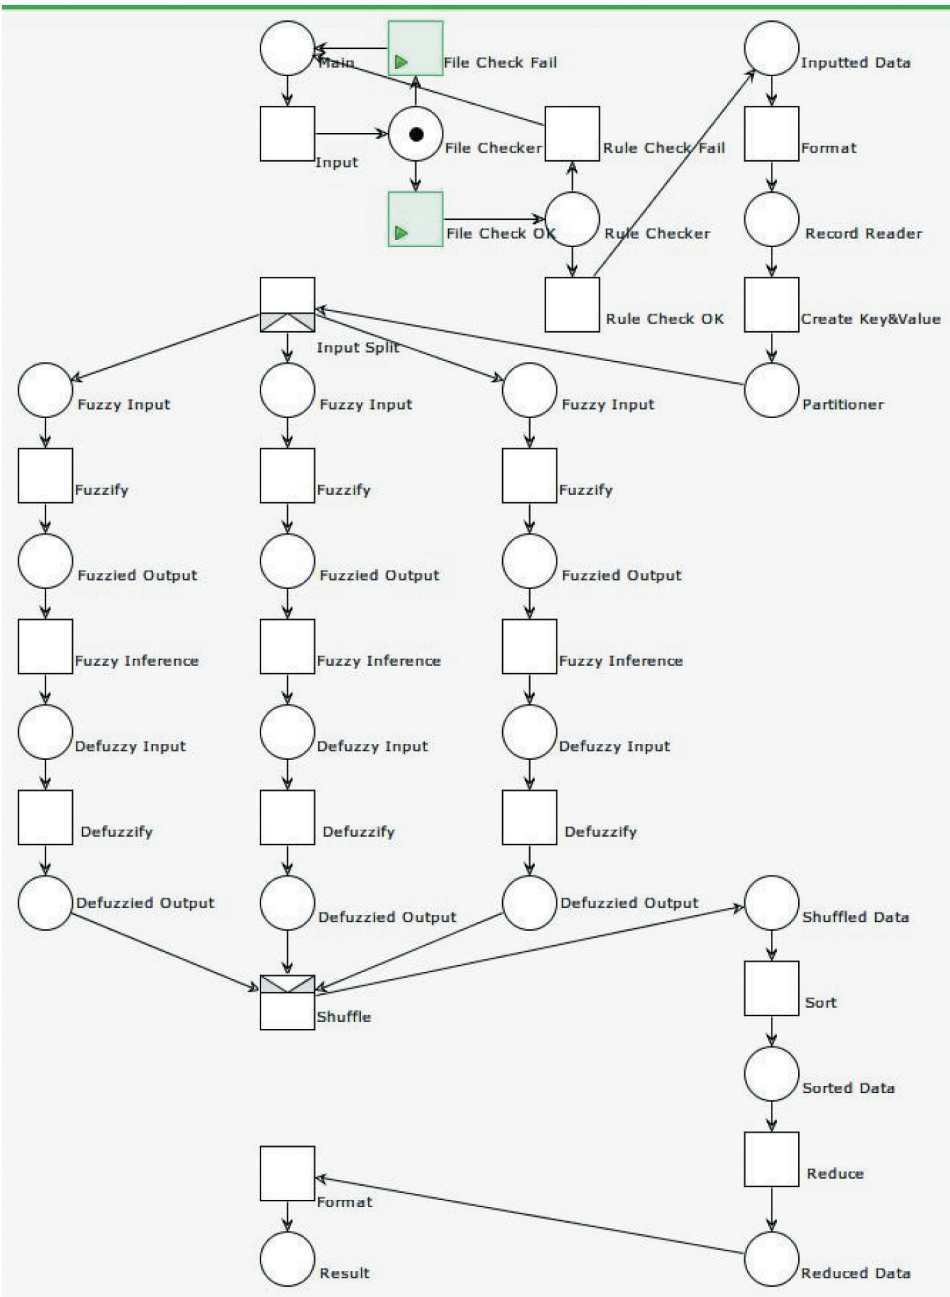 Main
File Check Fail
Inputted Data
Input
File Checker
Rule Check Fail
Format
File Check OK
Rule Checker
Record Reader
Input Split
Rule Check OK
Create Key&Value
Fuzzy Input
Fuzzy Input
Fuzzy Input
Partitioner
Fuzzify
Fuzzify
Fuzzify
Fuzzied Output
Fuzzied Output
Fuzzied Output
Fuzzy Inference
Fuzzy Inference
Fuzzy Inference
Defuzzy Input
Defuzzy Input
Defuzzy Input
Defuzzify
Defuzzify
Defuzzify
Defuzzied Output
Defuzzied Output
Defuzzied Output
Shuffled Data
Shuffle
Sort
Sorted Data
Reduce
Format
Result
Reduced Data